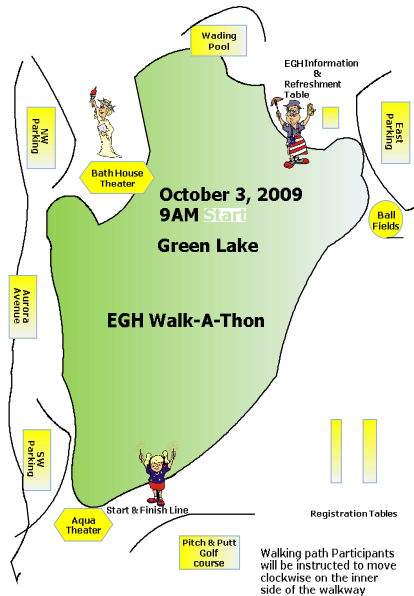 Wading
Pool
EGH Information
&
Refreshment
Table
NW
Parking
East
Parking
Bath House
Theater
October 3, 2009
9AM Start
Ball
Fields
Green Lake
Aurora
Avenue
EGH Walk-A-Thon
SW
Parking
Start & Finish Line
Registration Tables
Aqua
Theater
Pitch & Putt
Golf
course
Walking path Participants
will be instructed to move
clockwise on the inner
side of the walkway